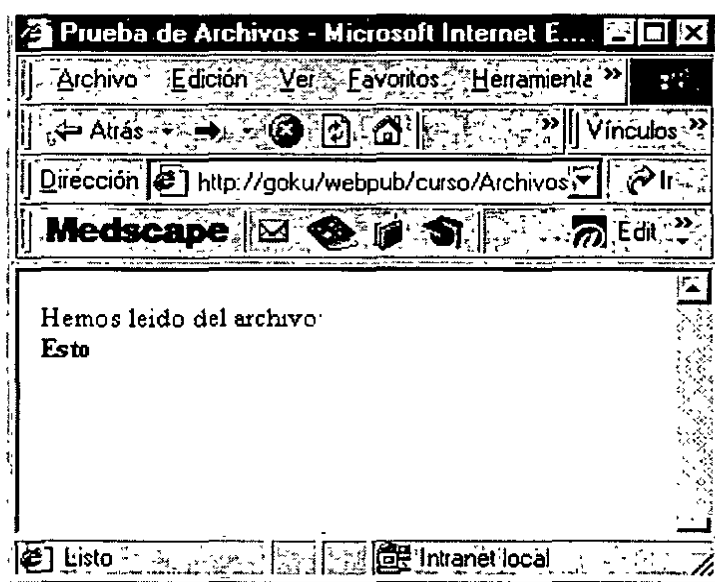 Prueba de Archivos - Microsoft Internet E....
Archivo Edición Ver Favoritos Herramienta »
Atrás » Vínculos »
Dirección http://goku/webpub/curso/Archivos Ir
Medscape Edit »
Hemos leido del archivo:
Esto
Listo Intranet local